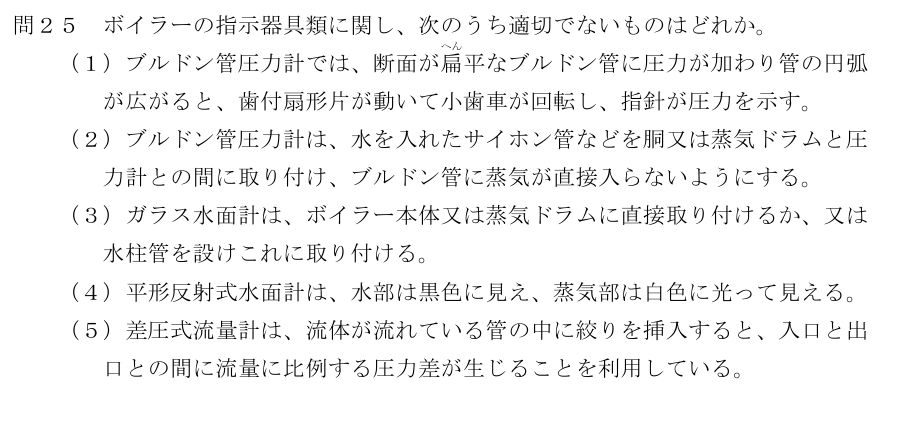 問２５　ボイラーの指示器具類に関し、次のうち適切でないものはどれか。
（１）ブルドン管圧力計では、断面が扁平なブルドン管に圧力が加わり管の円弧
へん
が広がると、歯付扇形片が動いて小歯車が回転し、指針が圧力を示す。
（２）ブルドン管圧力計は、水を入れたサイホン管などを胴又は蒸気ドラムと圧
力計との間に取り付け、ブルドン管に蒸気が直接入らないようにする。
（３）ガラス水面計は、ボイラー本体又は蒸気ドラムに直接取り付けるか、又は
水柱管を設けこれに取り付ける。
（４）平形反射式水面計は、水部は黒色に見え、蒸気部は白色に光って見える。
（５）差圧式流量計は、流体が流れている管の中に絞りを挿入すると、入口と出
口との間に流量に比例する圧力差が生じることを利用している。